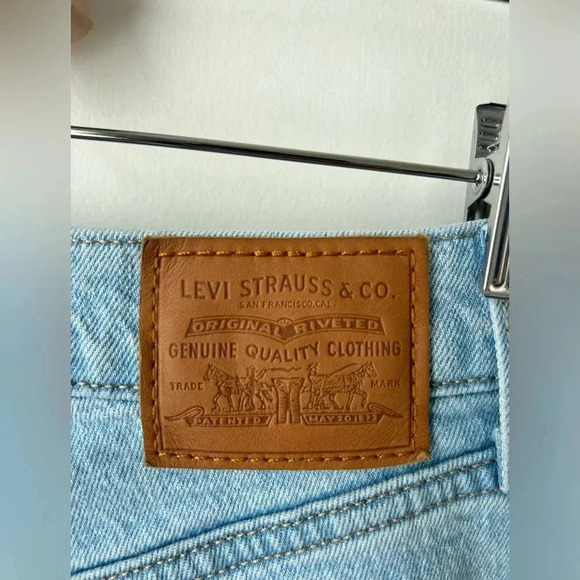 LEVI STRAUSS & CO.
SAN FRANCISCO, CAL.
ORIGINAL RIVETED
GENUINE QUALITY CLOTHING
TRADE MARK
PATENTED MAY 20 1873